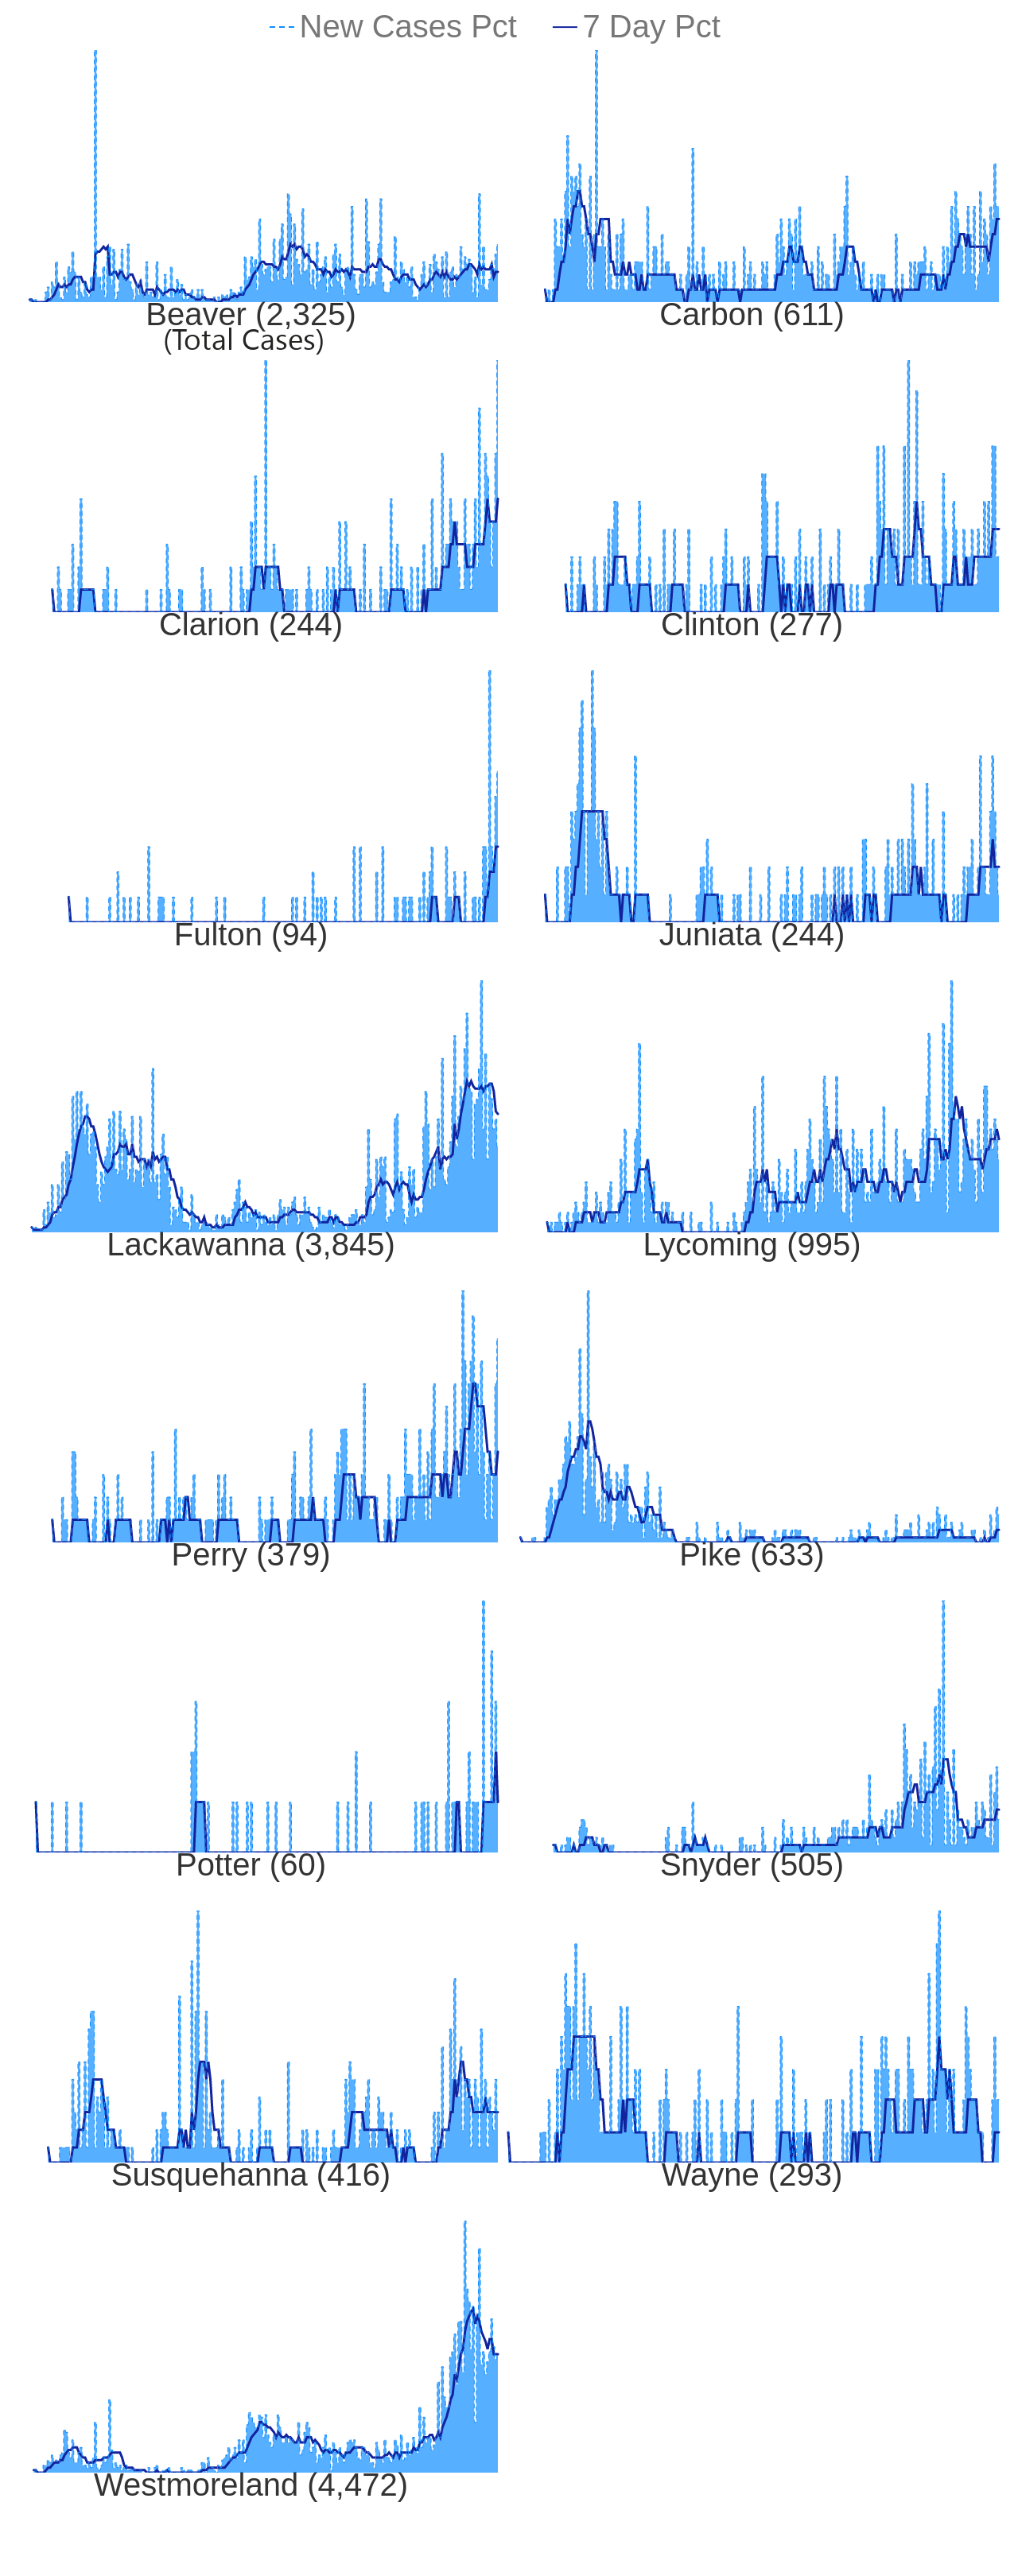 New Cases Pct 7 Day Pct
Beaver (2,325) Carbon (611)
(Total Cases)
Clarion (244) Clinton (277)
Fulton (94) Juniata (244)
Lackawanna (3,845) Lycoming (995)
Perry (379) Pike (633)
Potter (60) Snyder (505)
Susquehanna (416) Wayne (293)
Westmoreland (4,472)